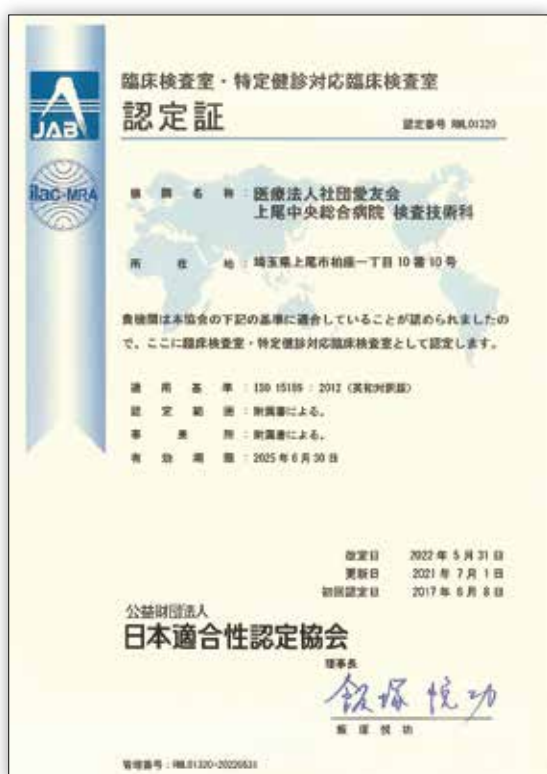 JAB
ilac-MRA
臨床検査室・特定健診対応臨床検査室
認定証
認定番号 RML01320
機関名称：医療法人社団愛友会
上尾中央総合病院 検査技術科
所在地：埼玉県上尾市柏座一丁目10番10号
貴機関は本協会の下記の基準に適合していることが認められましたの
で、ここに臨床検査室・特定健診対応臨床検査室として認定します。
適用基準：ISO 15189：2012（英和対訳版）
認定範囲：附属書による。
事業所：附属書による。
有効期限：2025年6月30日
改定日 2022年5月31日
更新日 2021年7月1日
初回認定日 2017年6月8日
公益財団法人
日本適合性認定協会
理事長
飯塚悦功
飯塚悦功
管理番号：RML01320-20220531